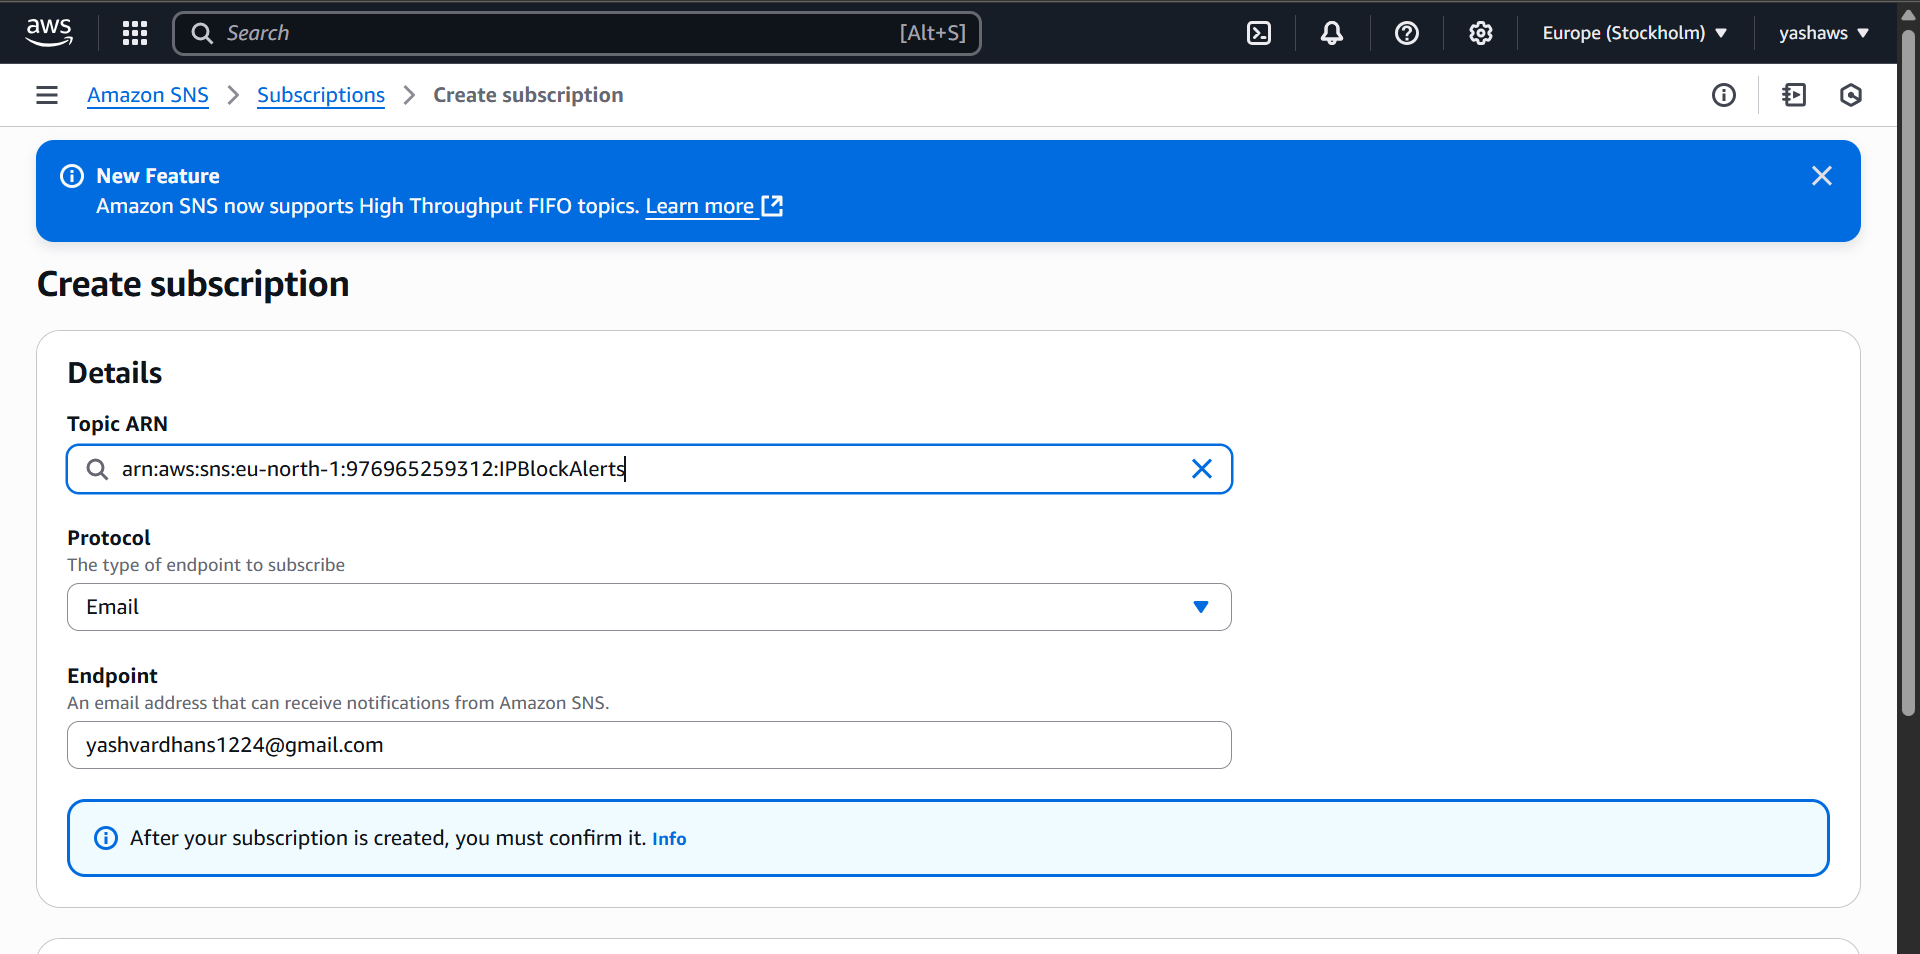 aws
Search [Alt+S]
Europe (Stockholm)
yashaws
Amazon SNS
Subscriptions
Create subscription
New Feature
Amazon SNS now supports High Throughput FIFO topics. Learn more
Create subscription
Details
Topic ARN
arn:aws:sns:eu-north-1:976965259312:IPBlockAlerts
Protocol
The type of endpoint to subscribe
Email
Endpoint
An email address that can receive notifications from Amazon SNS.
yashvardhans1224@gmail.com
After your subscription is created, you must confirm it. Info